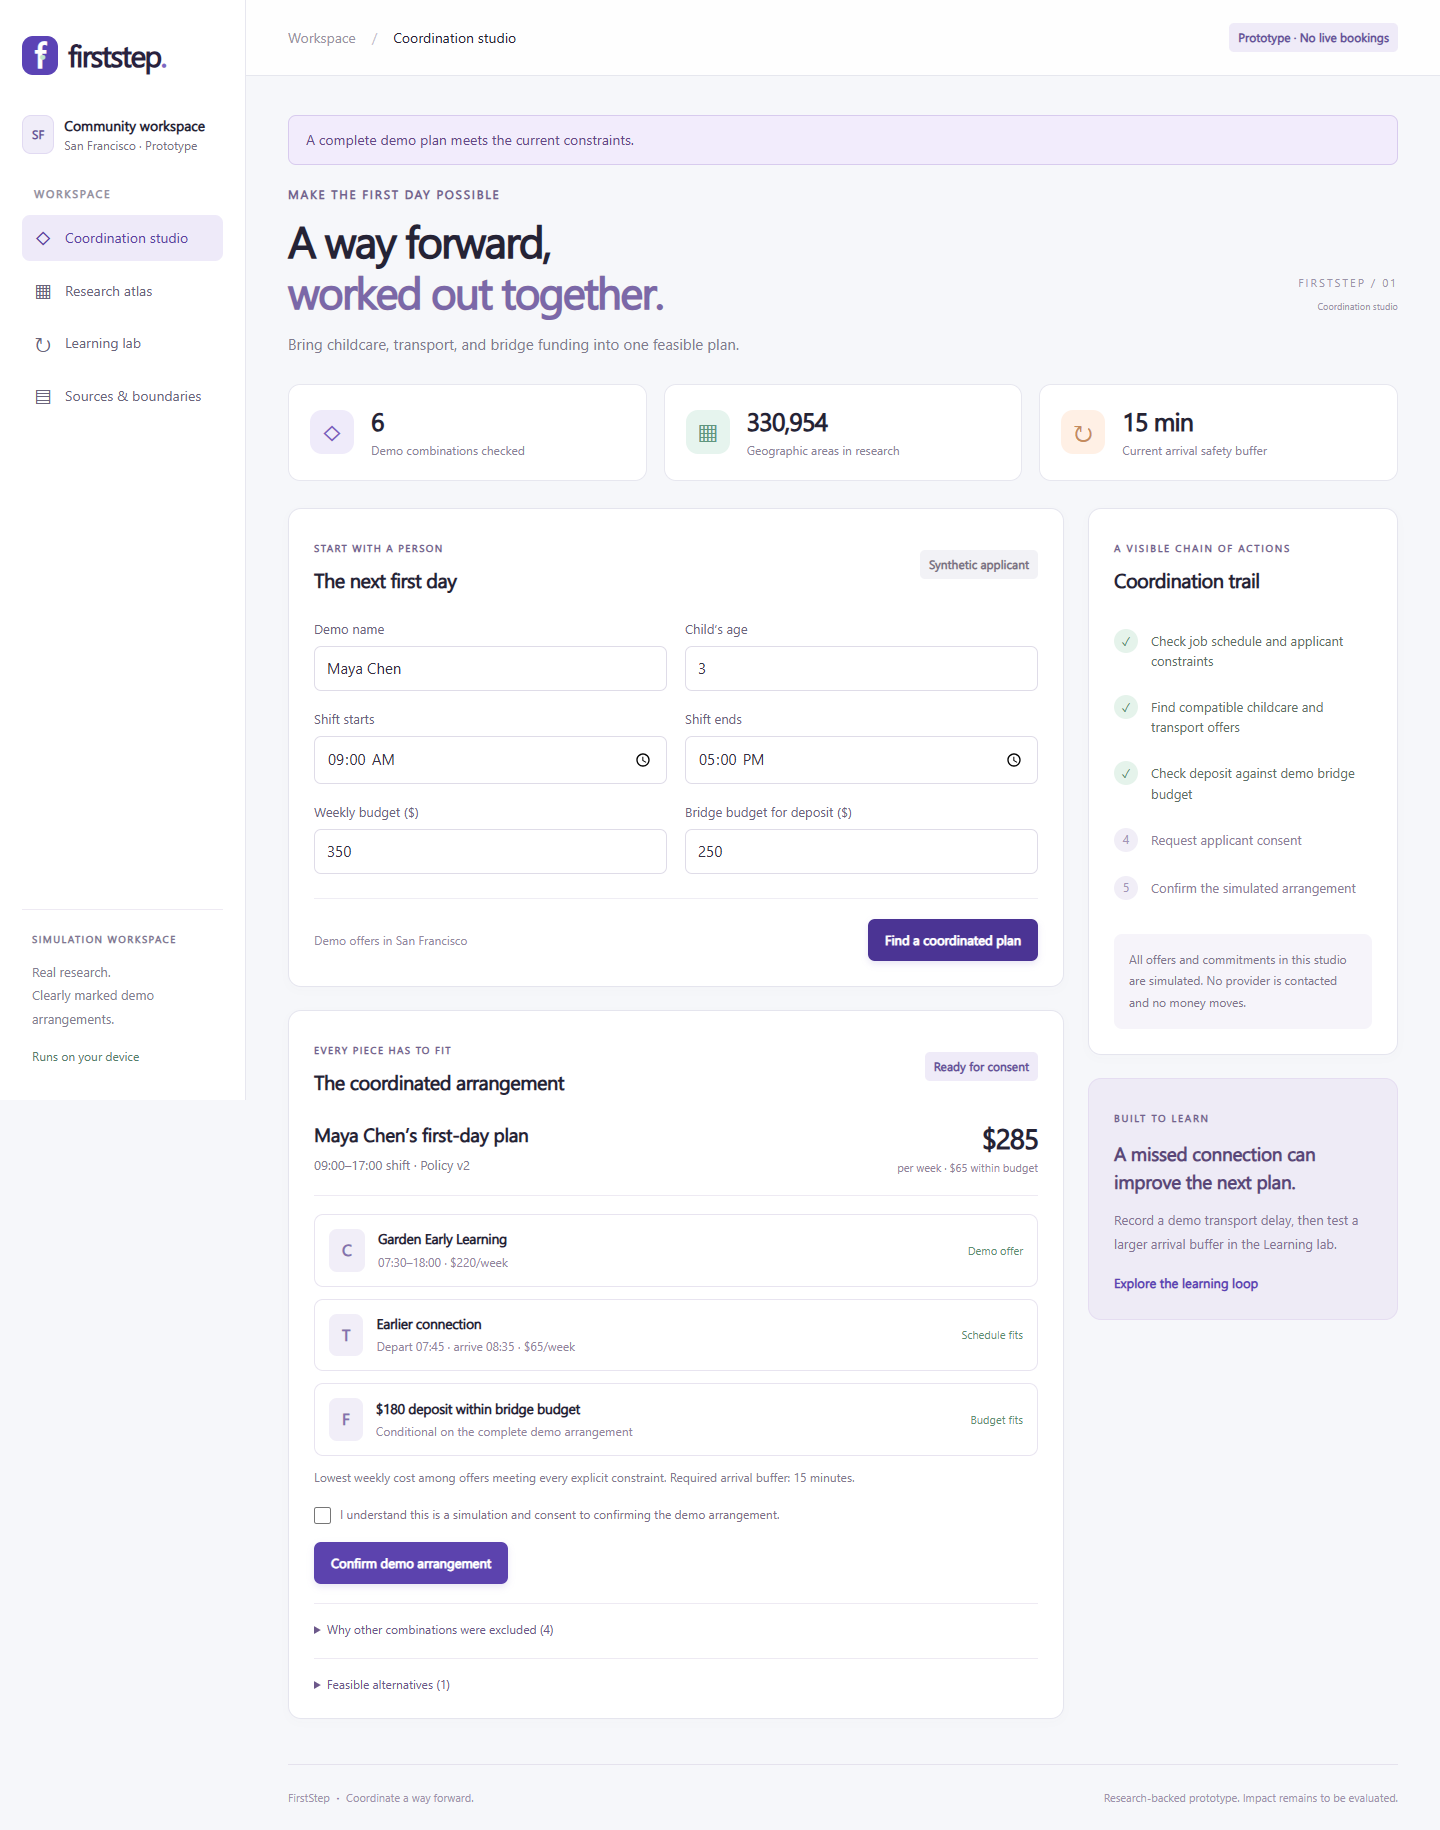 f firststep.
SF
Community workspace
San Francisco · Prototype
WORKSPACE
Coordination studio
Research atlas
Learning lab
Sources & boundaries
SIMULATION WORKSPACE
Real research.
Clearly marked demo
arrangements.
Runs on your device
Workspace / Coordination studio
Prototype · No live bookings
A complete demo plan meets the current constraints.
MAKE THE FIRST DAY POSSIBLE
A way forward,
worked out together.
Bring childcare, transport, and bridge funding into one feasible plan.
FIRSTSTEP / 01
Coordination studio
6
Demo combinations checked
330,954
Geographic areas in research
15 min
Current arrival safety buffer
START WITH A PERSON
The next first day
Synthetic applicant
Demo name
Maya Chen
Child's age
3
Shift starts
09:00 AM
Shift ends
05:00 PM
Weekly budget ($)
350
Bridge budget for deposit ($)
250
Demo offers in San Francisco
Find a coordinated plan
EVERY PIECE HAS TO FIT
The coordinated arrangement
Ready for consent
Maya Chen’s first-day plan
09:00–17:00 shift · Policy v2
$285
per week · $65 within budget
C
Garden Early Learning
07:30–18:00 · $220/week
Demo offer
T
Earlier connection
Depart 07:45 · arrive 08:35 · $65/week
Schedule fits
F
$180 deposit within bridge budget
Conditional on the complete demo arrangement
Budget fits
Lowest weekly cost among offers meeting every explicit constraint. Required arrival buffer: 15 minutes.
I understand this is a simulation and consent to confirming the demo arrangement.
Confirm demo arrangement
Why other combinations were excluded (4)
Feasible alternatives (1)
A VISIBLE CHAIN OF ACTIONS
Coordination trail
✓ Check job schedule and applicant
constraints
✓ Find compatible childcare and
transport offers
✓ Check deposit against demo bridge
budget
4 Request applicant consent
5 Confirm the simulated arrangement
All offers and commitments in this studio
are simulated. No provider is contacted
and no money moves.
BUILT TO LEARN
A missed connection can
improve the next plan.
Record a demo transport delay, then test a
larger arrival buffer in the Learning lab.
Explore the learning loop
FirstStep · Coordinate a way forward.
Research-backed prototype. Impact remains to be evaluated.